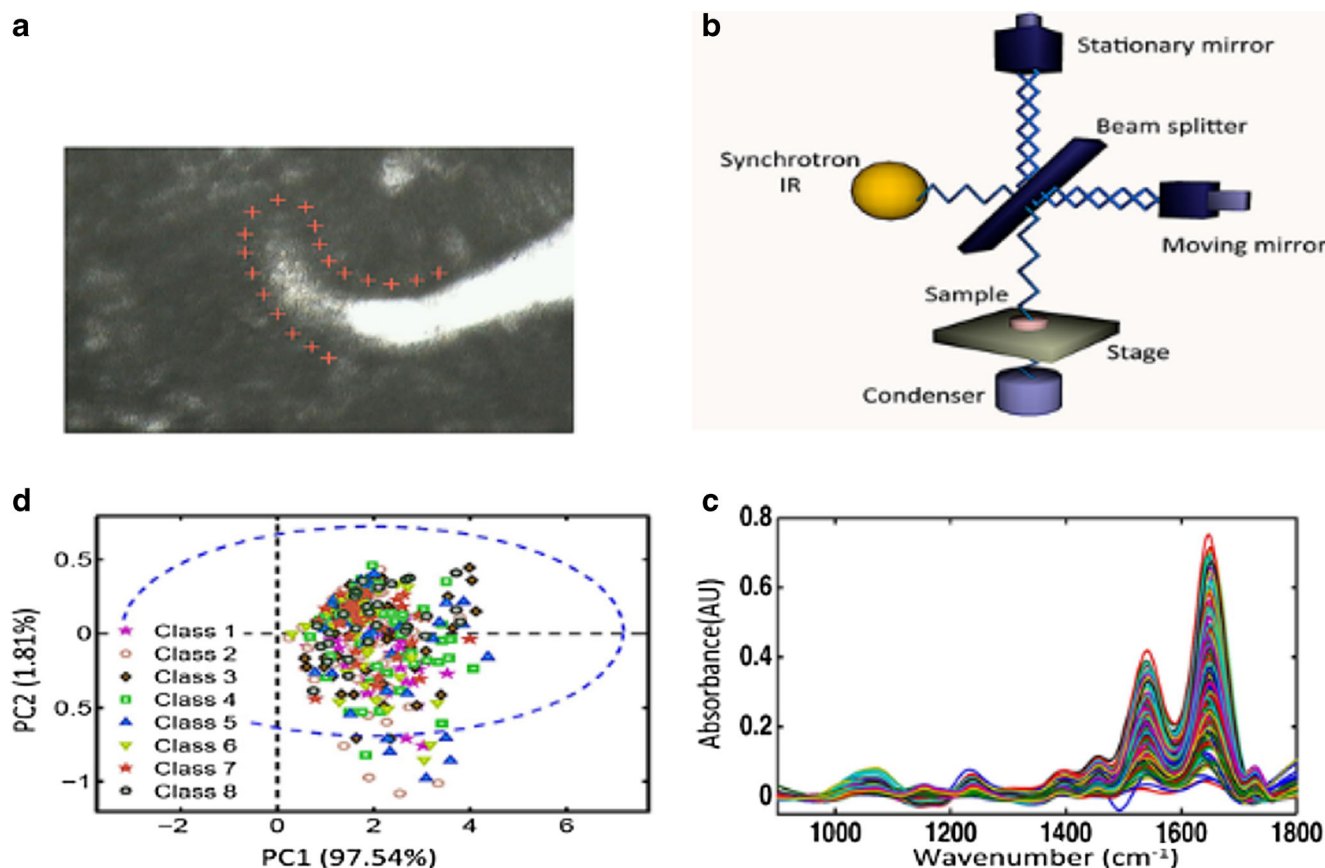 a
b
Stationary mirror
Beam splitter
Synchrotron
IR
Moving mirror
Sample
Stage
Condenser
d
PC2 (1.81%)
0.5
0
0.5
−1
Class 1
Class 2
Class 3
Class 4
Class 5
Class 6
Class 7
Class 8
−2
0
2
4
6
PC1 (97.54%)
c
Absorbance(AU)
0.8
0.6
0.4
0.2
0
1000
1200
1400
1600
1800
Wavenumber (cm⁻¹)